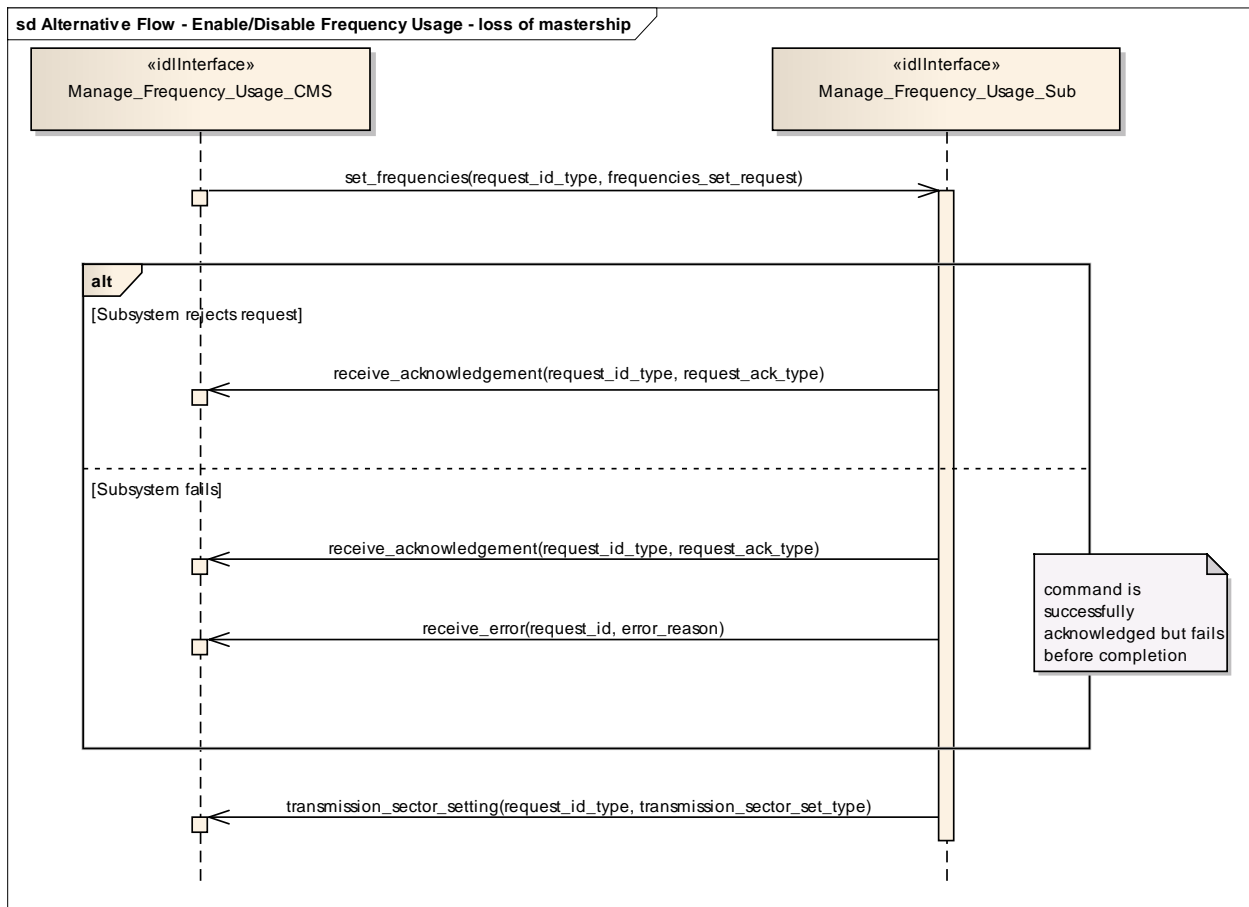 sd Alternative Flow - Enable/Disable Frequency Usage - loss of mastership
«idlInterface»
Manage_Frequency_Usage_CMS
«idlInterface»
Manage_Frequency_Usage_Sub
set_frequencies(request_id_type, frequencies_set_request)
alt
[Subsystem rejects request]
receive_acknowledgement(request_id_type, request_ack_type)
[Subsystem fails]
receive_acknowledgement(request_id_type, request_ack_type)
command is
successfully
acknowledged but fails
before completion
receive_error(request_id, error_reason)
transmission_sector_setting(request_id_type, transmission_sector_set_type)